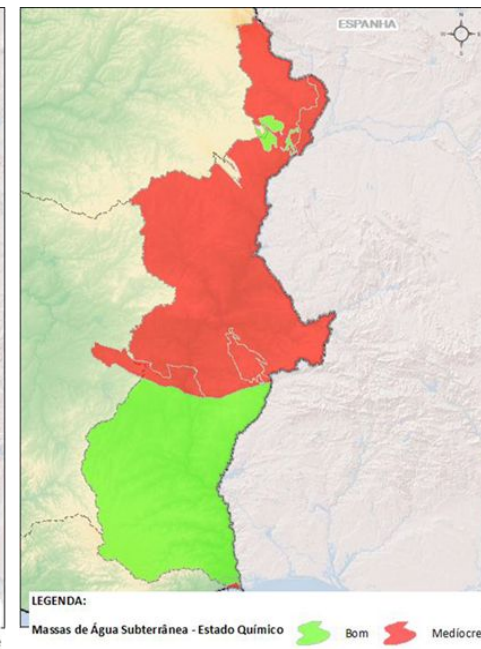 ESPANHA
N
S
LEGENDA:
Massas de Água Subterrânea - Estado Químico Bom Medíocre